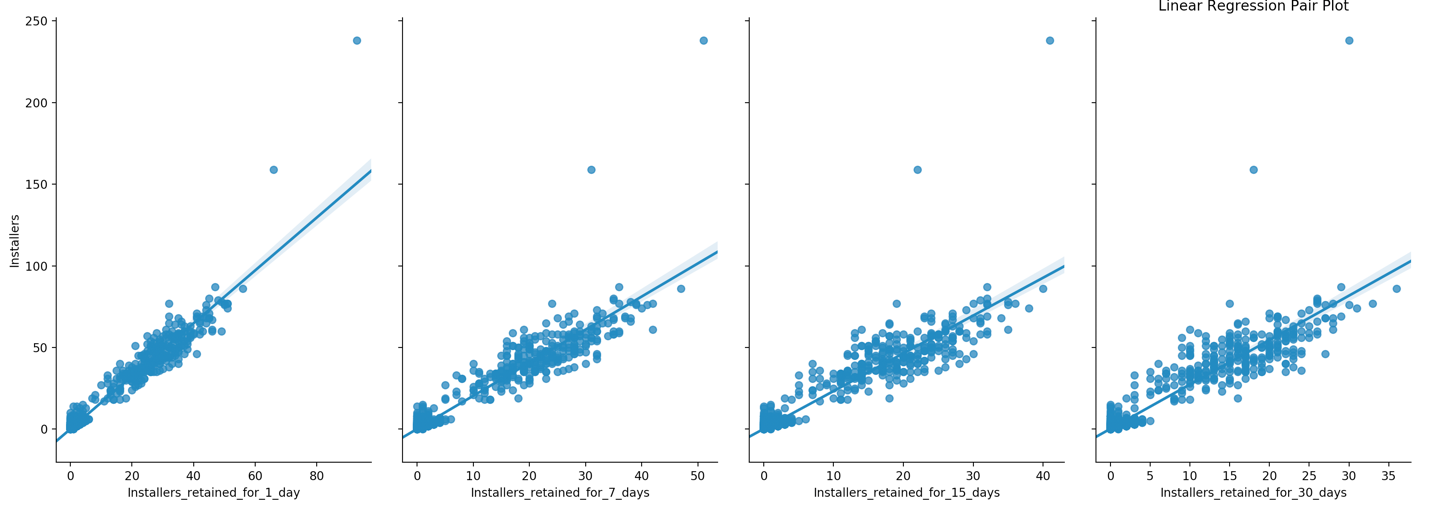 Linear Regression Pair Plot
250
200
150
100
50
0
Installers
0 20 40 60 80
Installers_retained_for_1_day
0 10 20 30 40 50
Installers_retained_for_7_days
0 10 20 30 40
Installers_retained_for_15_days
0 5 10 15 20 25 30 35
Installers_retained_for_30_days